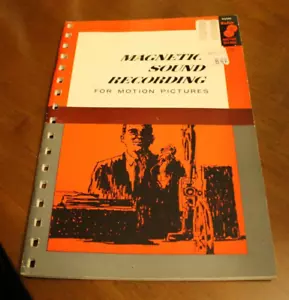 MAGNETIC
SOUND
RECORDING
FOR MOTION PICTURES